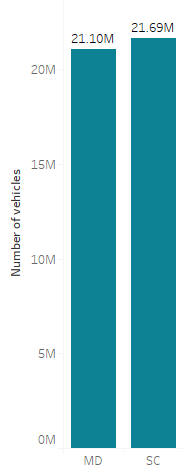 21.10M
21.69M
20M
15M
10M
5M
0M
Number of vehicles
MD
SC